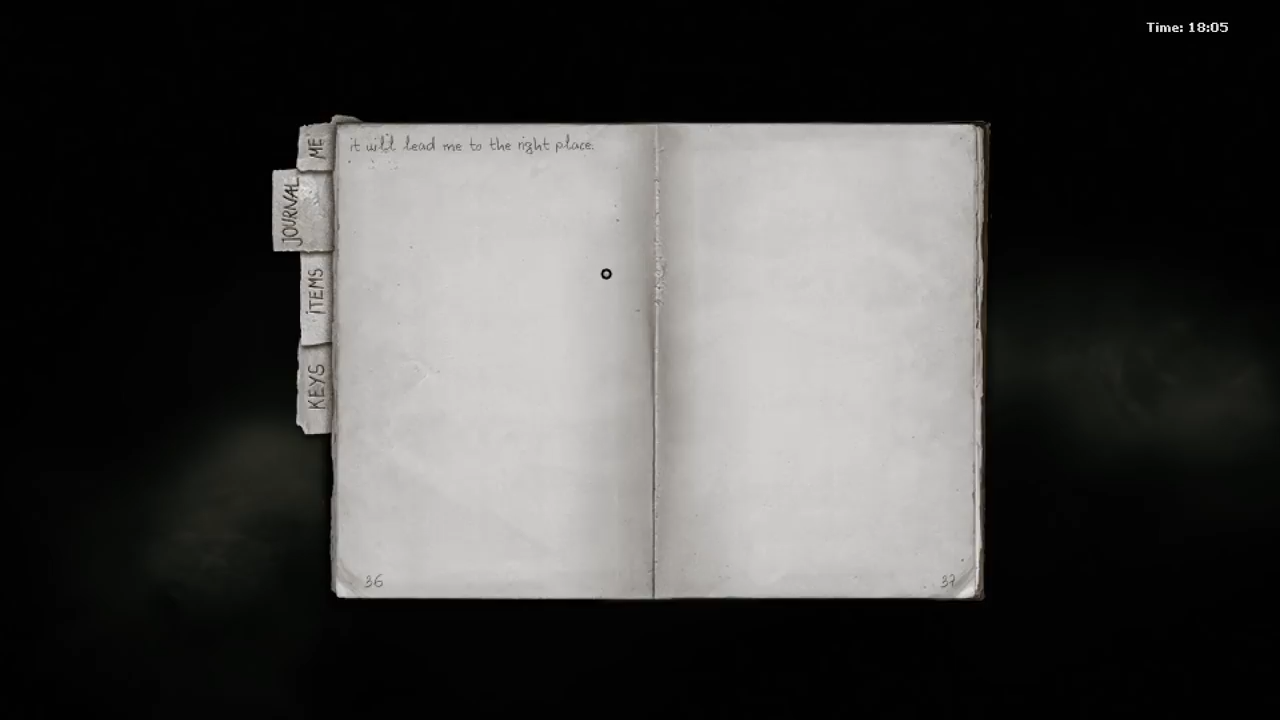 Time: 18:05
it will lead me to the right place.
ME
JOURNAL
ITEMS
KEYS
36
37